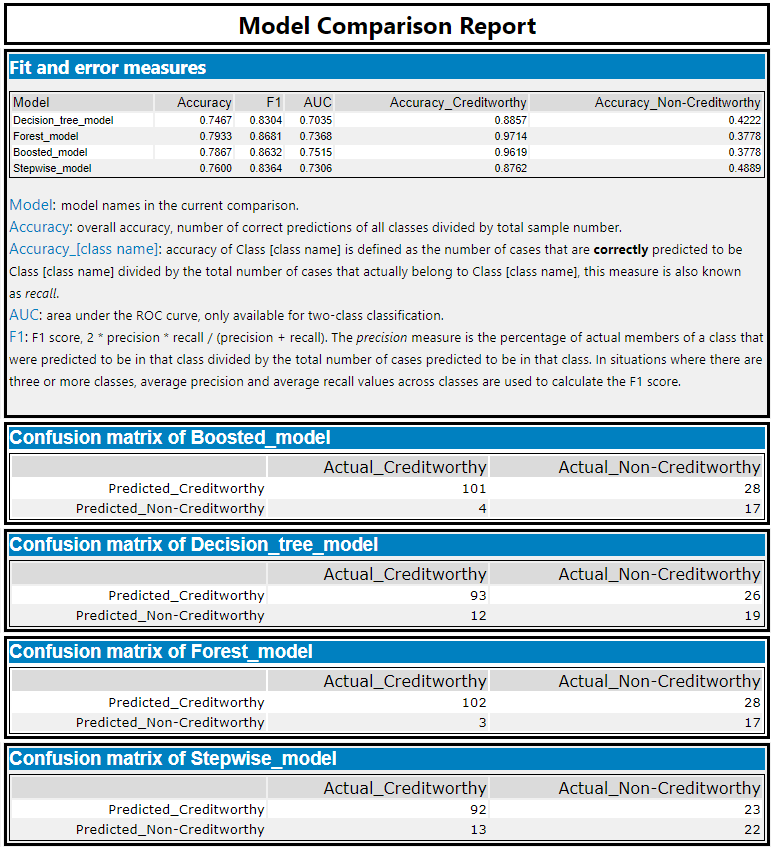 Model Comparison Report
Fit and error measures
Model Accuracy F1 AUC Accuracy_Creditworthy Accuracy_Non-Creditworthy
Decision_tree_model 0.7467 0.8304 0.7035 0.8857 0.4222
Forest_model 0.7933 0.8681 0.7368 0.9714 0.3778
Boosted_model 0.7867 0.8632 0.7515 0.9619 0.3778
Stepwise_model 0.7600 0.8364 0.7306 0.8762 0.4889
Model: model names in the current comparison.
Accuracy: overall accuracy, number of correct predictions of all classes divided by total sample number.
Accuracy_[class name]: accuracy of Class [class name] is defined as the number of cases that are correctly predicted to be
Class [class name] divided by the total number of cases that actually belong to Class [class name], this measure is also known
as recall.
AUC: area under the ROC curve, only available for two-class classification.
F1: F1 score, 2 * precision * recall / (precision + recall). The precision measure is the percentage of actual members of a class that
were predicted to be in that class divided by the total number of cases predicted to be in that class. In situations where there are
three or more classes, average precision and average recall values across classes are used to calculate the F1 score.
Confusion matrix of Boosted_model
Actual_Creditworthy Actual_Non-Creditworthy
Predicted_Creditworthy 101 28
Predicted_Non-Creditworthy 4 17
Confusion matrix of Decision_tree_model
Actual_Creditworthy Actual_Non-Creditworthy
Predicted_Creditworthy 93 26
Predicted_Non-Creditworthy 12 19
Confusion matrix of Forest_model
Actual_Creditworthy Actual_Non-Creditworthy
Predicted_Creditworthy 102 28
Predicted_Non-Creditworthy 3 17
Confusion matrix of Stepwise_model
Actual_Creditworthy Actual_Non-Creditworthy
Predicted_Creditworthy 92 23
Predicted_Non-Creditworthy 13 22